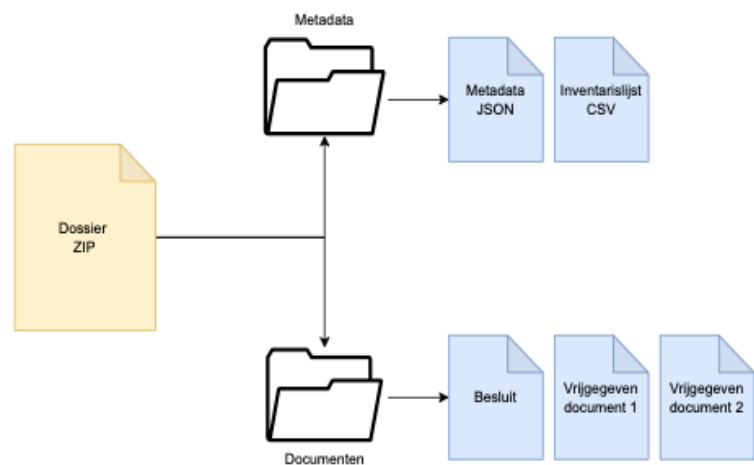 Metadata
Metadata
JSON
Inventarislijst
CSV
Dossier
ZIP
Besluit
Vrijgegeven
document 1
Vrijgegeven
document 2
Documenten